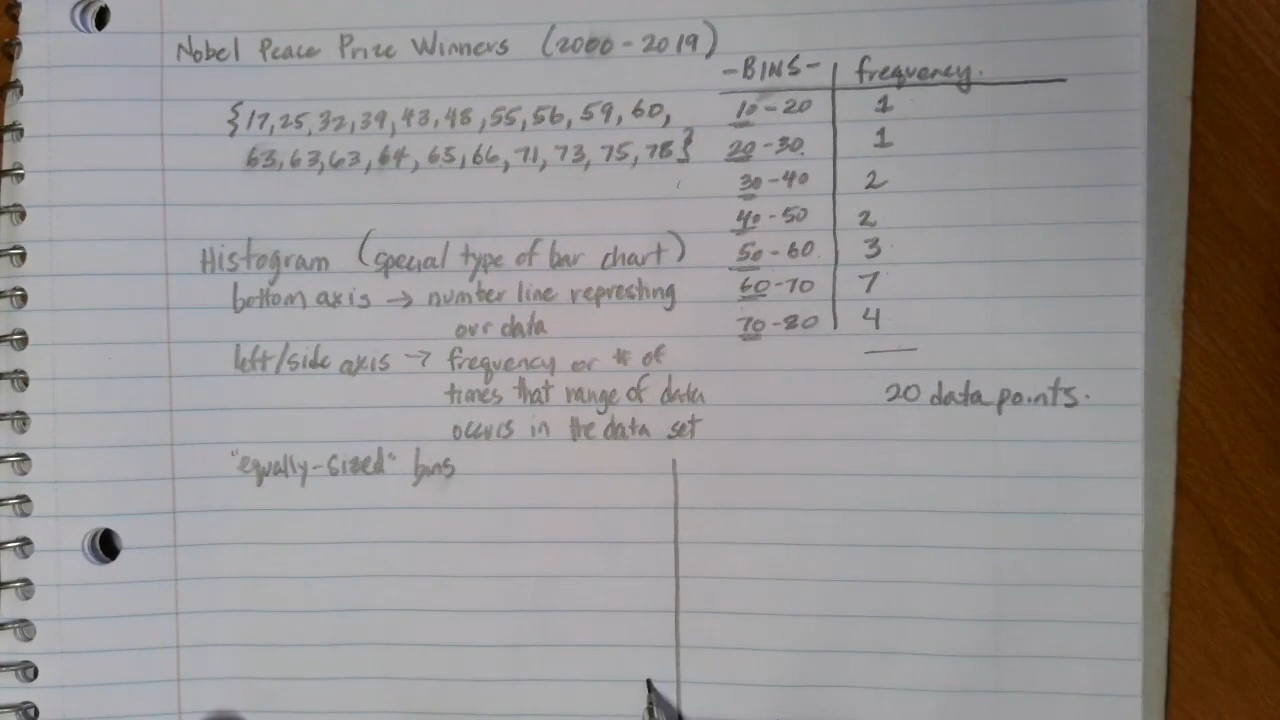 Nobel Peace Prize Winners (2000-2019)
{17,25,32,39,43,48,55,56,59,60,
63,63,63,64,65,66,71,73,75,78}
Histogram (special type of bar chart)
bottom axis → number line represting
our data
left/side axis → frequency or # of
times that range of data
occurs in the data set
"equally-sized" bins
-BINS- frequency.
10-20 1
20-30 1
30-40 2
40-50 2
50-60 3
60-70 7
70-80 4
20 data points.